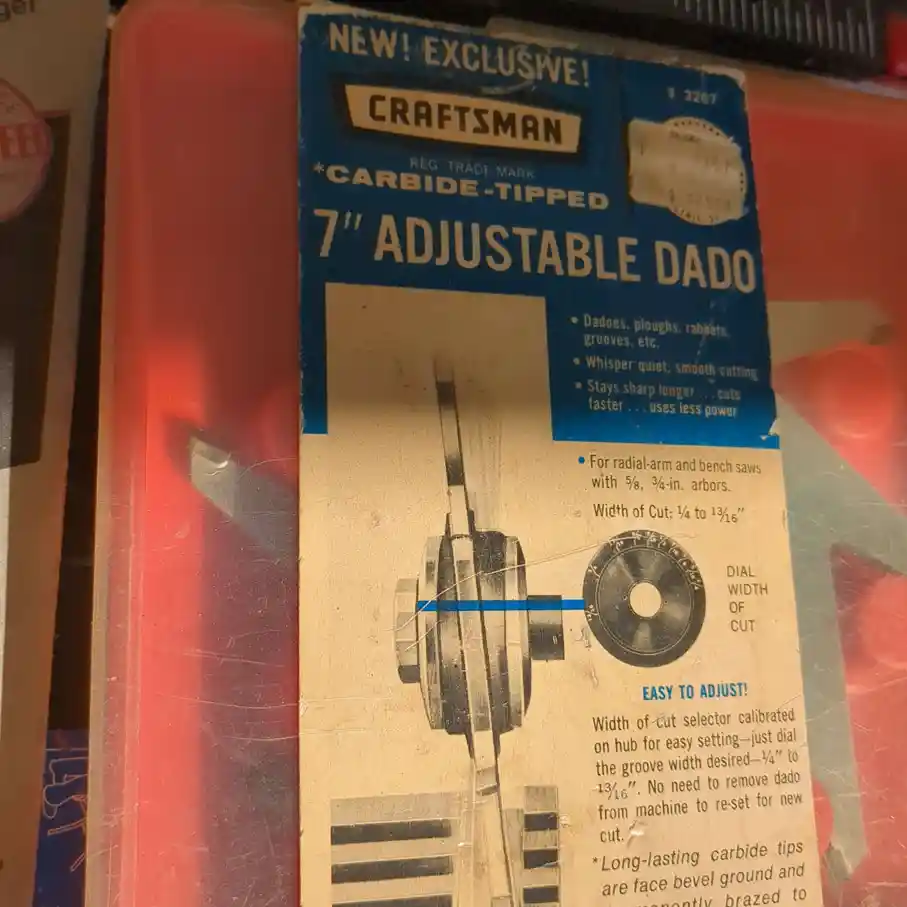 NEW! EXCLUSIVE!
9 3267
CRAFTSMAN
REG. TRADE MARK
*CARBIDE-TIPPED
7" ADJUSTABLE DADO
• Dadoes, ploughs, rabbets,
grooves, etc.
• Whisper quiet, smooth cutting
• Stays sharp longer...cuts
faster...uses less power
• For radial-arm and bench saws
with 5/8, 3/4-in. arbors.
Width of Cut: 1/4 to 13/16"
DIAL
WIDTH
OF
CUT
EASY TO ADJUST!
Width of cut selector calibrated
on hub for easy setting—just dial
the groove width desired—1/4" to
13/16". No need to remove dado
from machine to re-set for new
cut.
*Long-lasting carbide tips
are face bevel ground and
brazed to